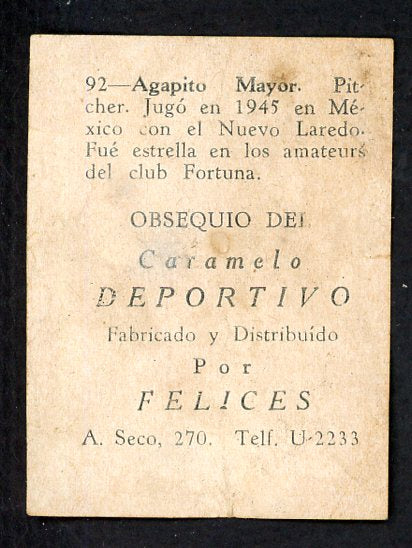 92—Agapito Mayor. Pit-
cher. Jugó en 1945 en Mé-
xico con el Nuevo Laredo.
Fué estrella en los amateurs
del club Fortuna.
OBSEQUIO DEL
Caramelo
DEPORTIVO
Fabricado y Distribuído
Por
FELICES
A. Seco, 270. Telf. U-2233